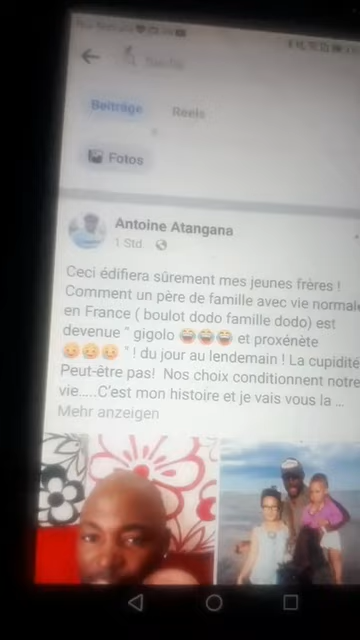 Suche
Beiträge Reels
Fotos
Antoine Atangana
1 Std.
Ceci édifiera sûrement mes jeunes frères !
Comment un père de famille avec vie normale
en France ( boulot dodo famille dodo) est
devenue " gigolo 😂😂😂 et proxénète
🥲🥲🥲 " ! du jour au lendemain ! La cupidité
Peut-être pas! Nos choix conditionnent notre
vie.....C'est mon histoire et je vais vous la ...
Mehr anzeigen